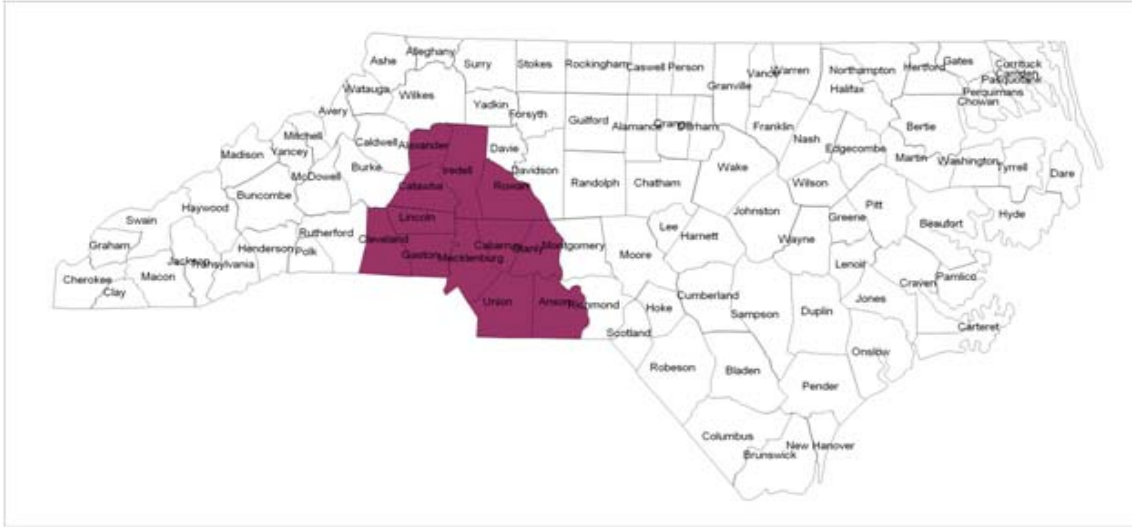 Alleghany
Ashe
Surry
Stokes
Rockingham
Caswell
Person
Vance
Warren
Granville
Northampton
Hertford
Gates
Currituck
Camden
Pasquotank
Perquimans
Chowan
Halifax
Watauga
Wilkes
Yadkin
Forsyth
Guilford
Alamance
Orange
Durham
Franklin
Nash
Edgecombe
Bertie
Avery
Mitchell
Yancey
Caldwell
Alexander
Iredell
Davie
Davidson
Madison
McDowell
Burke
Catawba
Rowan
Randolph
Chatham
Wake
Wilson
Martin
Washington
Tyrrell
Dare
Buncombe
Haywood
Swain
Rutherford
Lincoln
Johnston
Greene
Pitt
Beaufort
Hyde
Graham
Jackson
Henderson
Polk
Cleveland
Gaston
Mecklenburg
Cabarrus
Stanly
Montgomery
Moore
Lee
Harnett
Wayne
Lenoir
Craven
Pamlico
Cherokee
Clay
Macon
Transylvania
Union
Anson
Richmond
Scotland
Hoke
Cumberland
Sampson
Duplin
Jones
Carteret
Onslow
Robeson
Bladen
Pender
Columbus
Brunswick
New Hanover